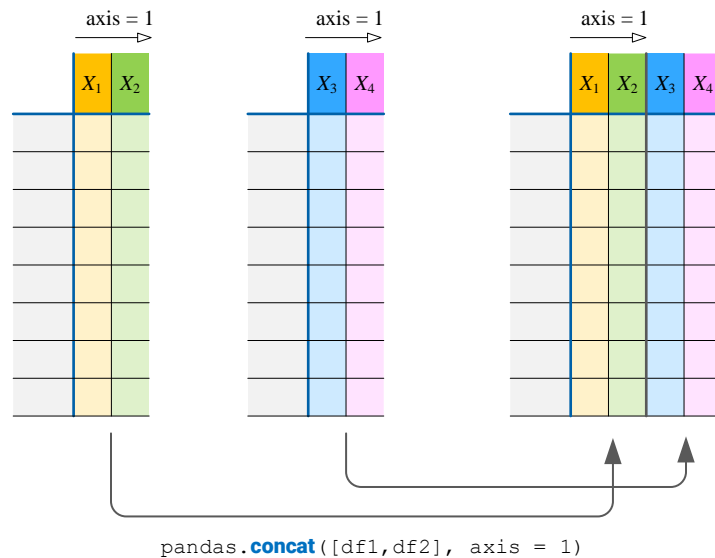 axis = 1 axis = 1 axis = 1
X1 X2 X3 X4 X1 X2 X3 X4
pandas.concat([df1,df2], axis = 1)